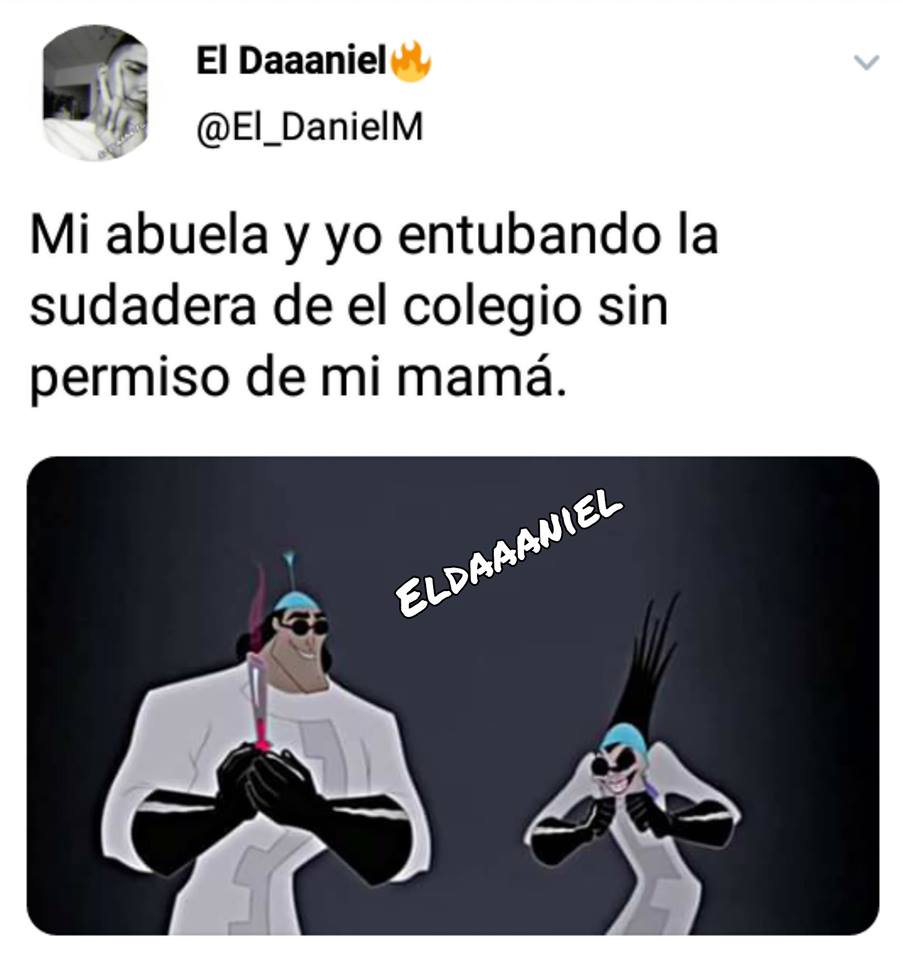 El Daaaniel🔥
@El_DanielM
Mi abuela y yo entubando la
sudadera de el colegio sin
permiso de mi mamá.
ELDAAANIEL